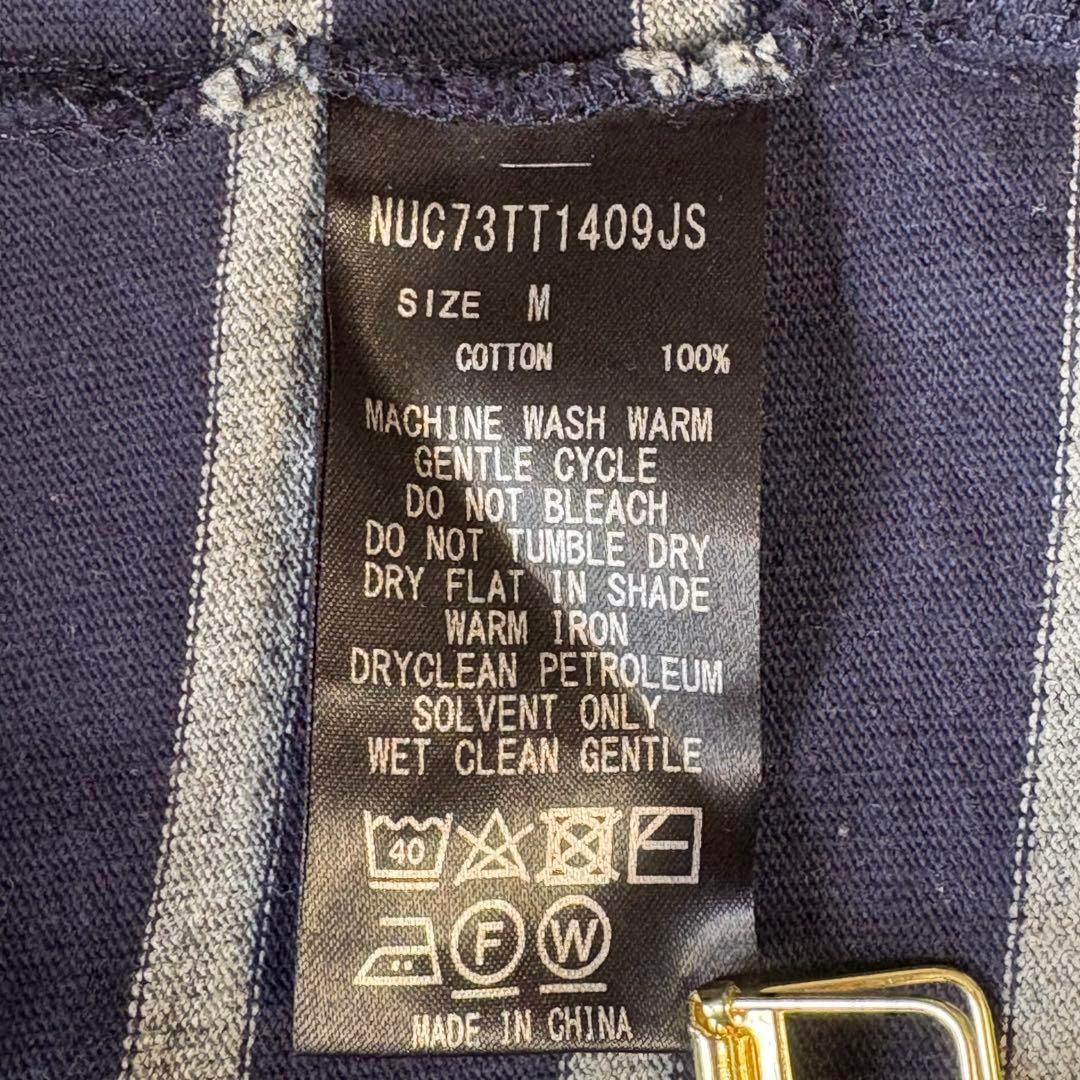 NUC73TT1409JS
SIZE M
COTTON 100%
MACHINE WASH WARM
GENTLE CYCLE
DO NOT BLEACH
DO NOT TUMBLE DRY
DRY FLAT IN SHADE
WARM IRON
DRYCLEAN PETROLEUM
SOLVENT ONLY
WET CLEAN GENTLE
40
F W
MADE IN CHINA